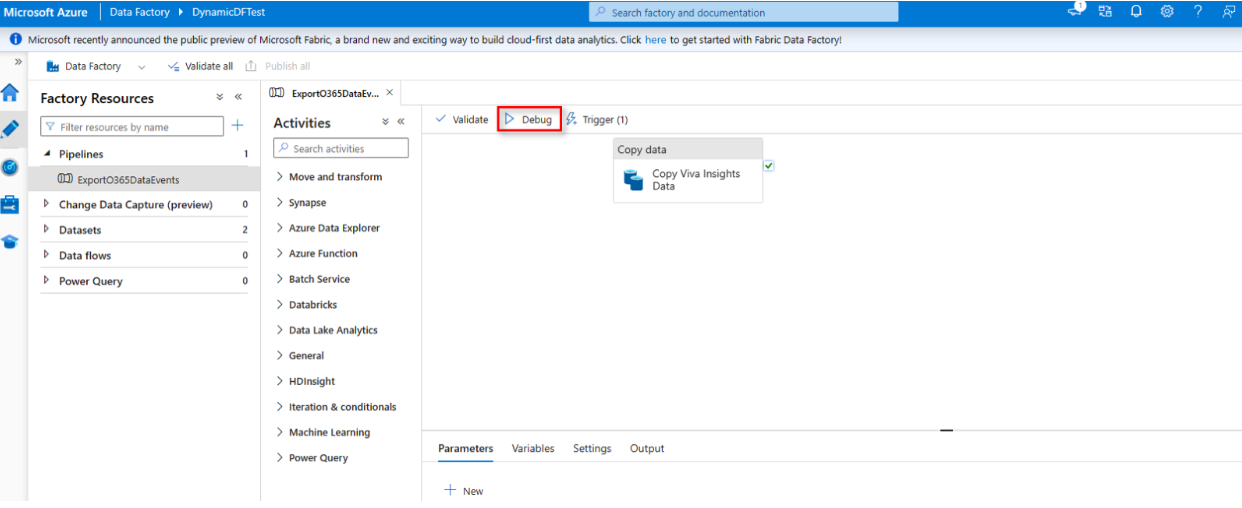 Microsoft Azure Data Factory DynamicDFTest Search factory and documentation 1 ?
Microsoft recently announced the public preview of Microsoft Fabric, a brand new and exciting way to build cloud-first data analytics. Click here to get started with Fabric Data Factory!
Data Factory Validate all Publish all
Factory Resources
Filter resources by name
Pipelines 1
ExportO365DataEvents
Change Data Capture (preview) 0
Datasets 2
Data flows 0
Power Query 0
ExportO365DataEv...
Activities
Search activities
Move and transform
Synapse
Azure Data Explorer
Azure Function
Batch Service
Databricks
Data Lake Analytics
General
HDInsight
Iteration & conditionals
Machine Learning
Power Query
Validate Debug Trigger (1)
Copy data
Copy Viva Insights
Data
Parameters Variables Settings Output
New